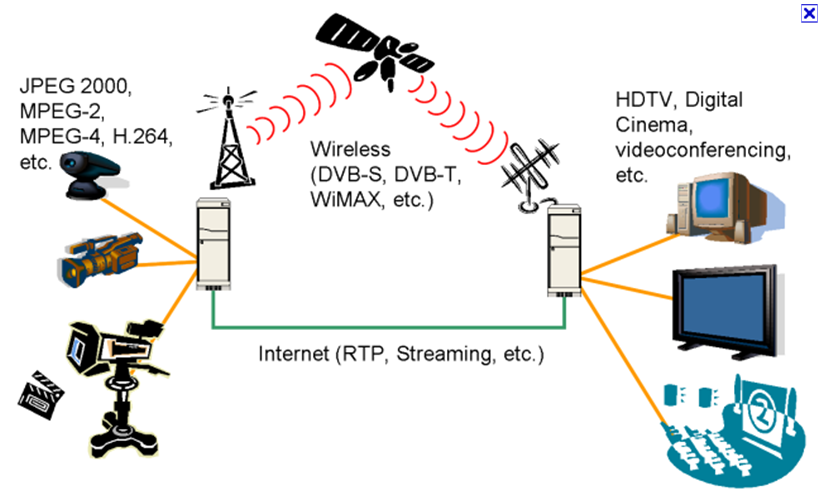 JPEG 2000,
MPEG-2,
MPEG-4, H.264,
etc.
Wireless
(DVB-S, DVB-T,
WiMAX, etc.)
HDTV, Digital
Cinema,
videoconferencing,
etc.
Internet (RTP, Streaming, etc.)
2